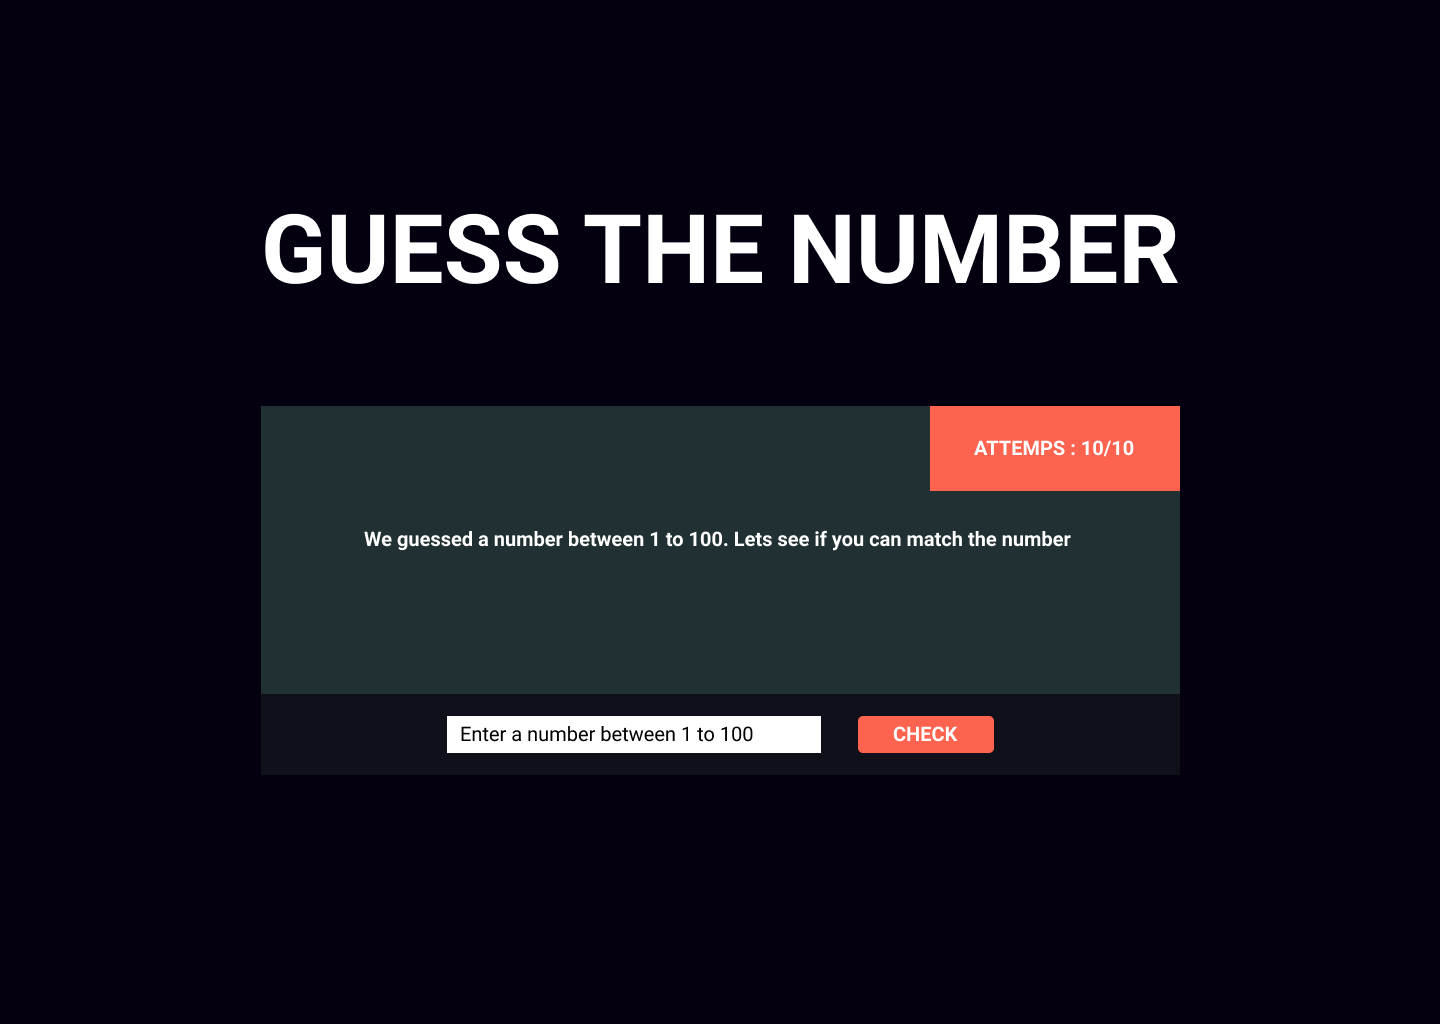 GUESS THE NUMBER
ATTEMPS : 10/10
We guessed a number between 1 to 100. Lets see if you can match the number
Enter a number between 1 to 100
CHECK